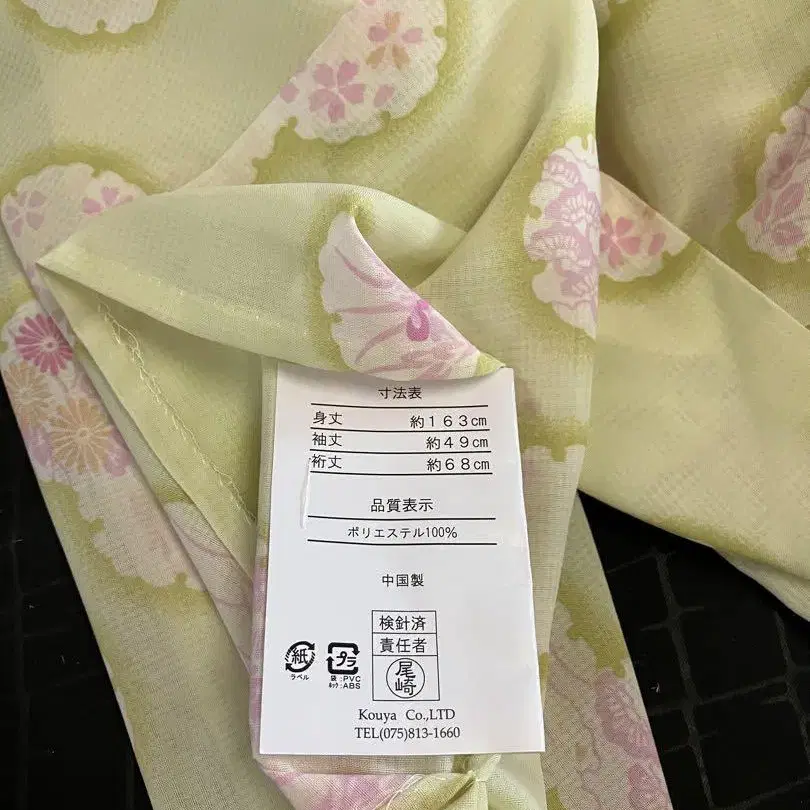 寸法表
身丈 約１６３cm
袖丈 約４９cm
裄丈 約６８cm
品質表示
ポリエステル100%
中国製
検針済
責任者
尾崎
紙
ラベル
プラ
袋:PVC
ﾎｯｸ:ABS
Kouya Co.,LTD
TEL(075)813-1660